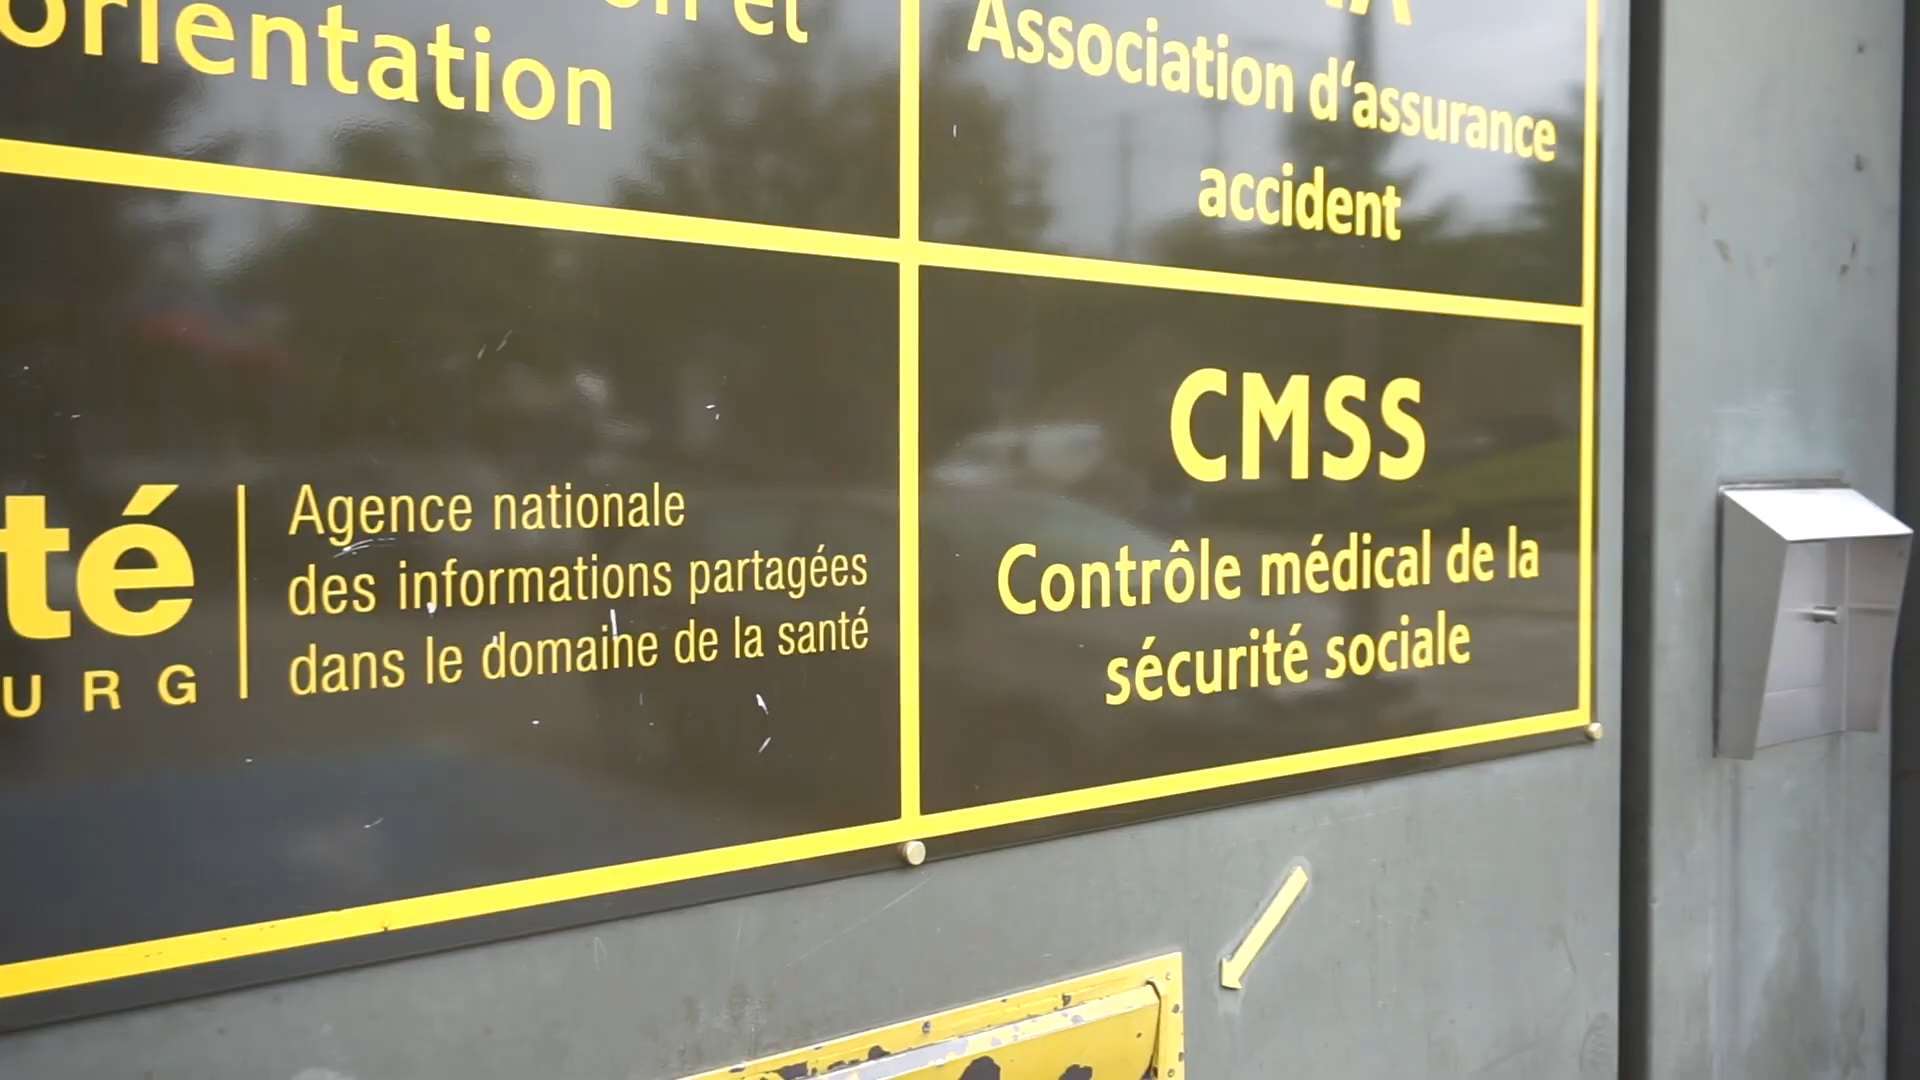 orientation
Association d'assurance
accident
té
URG
Agence nationale
des informations partagées
dans le domaine de la santé
CMSS
Contrôle médical de la
sécurité sociale